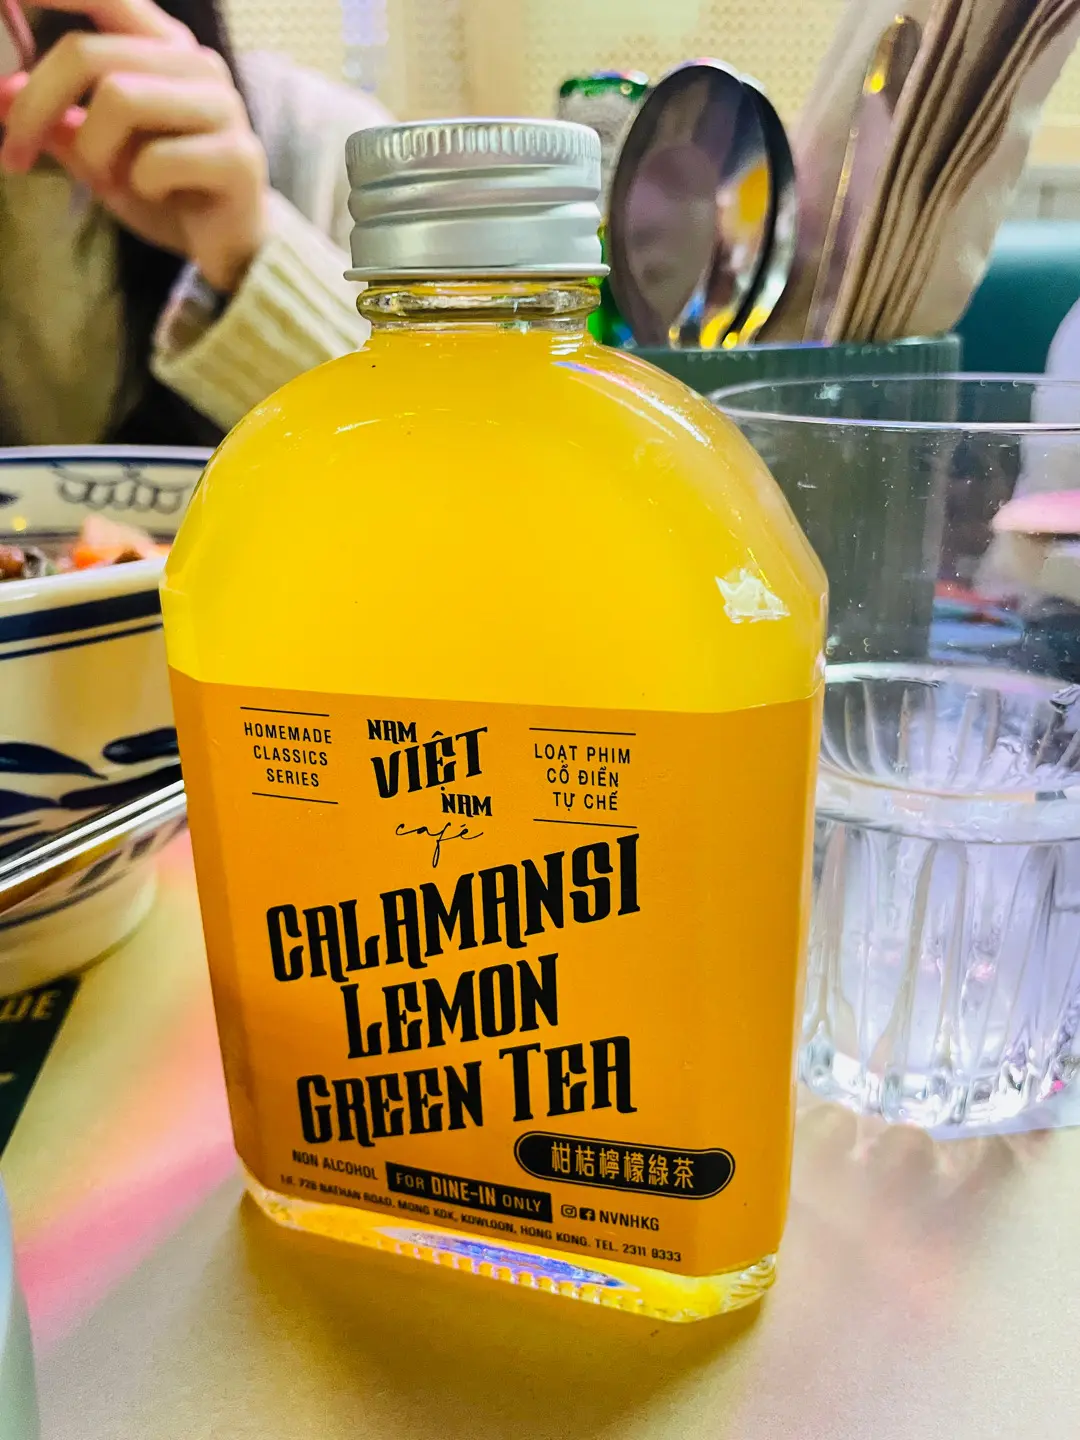 HOMEMADE
CLASSICS
SERIES
NAM
VIỆT
NAM
café
LOẠT PHIM
CỔ ĐIỂN
TỰ CHẾ
CALAMANSI
LEMON
GREEN TEA
柑桔檸檬綠茶
NON ALCOHOL
FOR DINE-IN ONLY
NVNHKG
1/F, 728 NATHAN ROAD, MONG KOK, KOWLOON, HONG KONG. TEL. 2311 9333